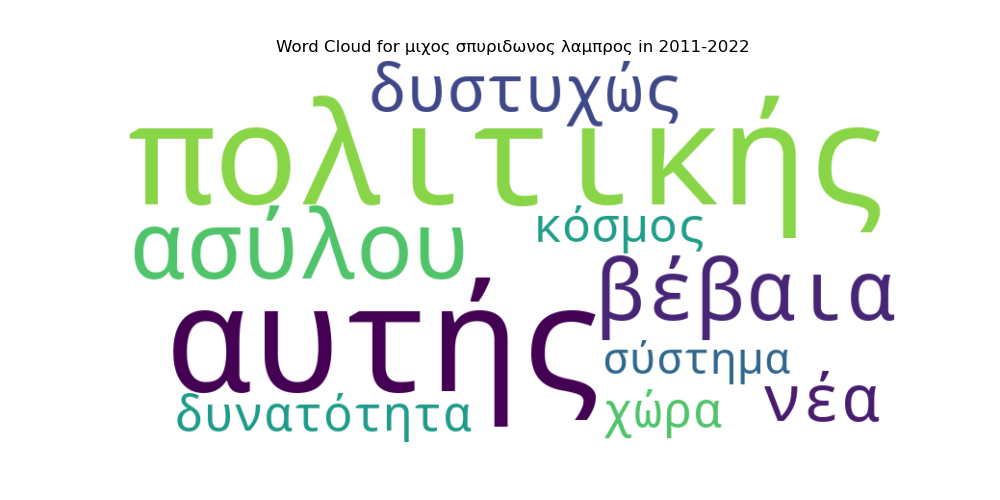 Word Cloud for μιχος σπυριδωνος λαμπρος in 2011-2022
δυστυχώς
πολιτικής
ασύλου
κόσμος
βέβαια
αυτής
σύστημα
νέα
δυνατότητα
χώρα